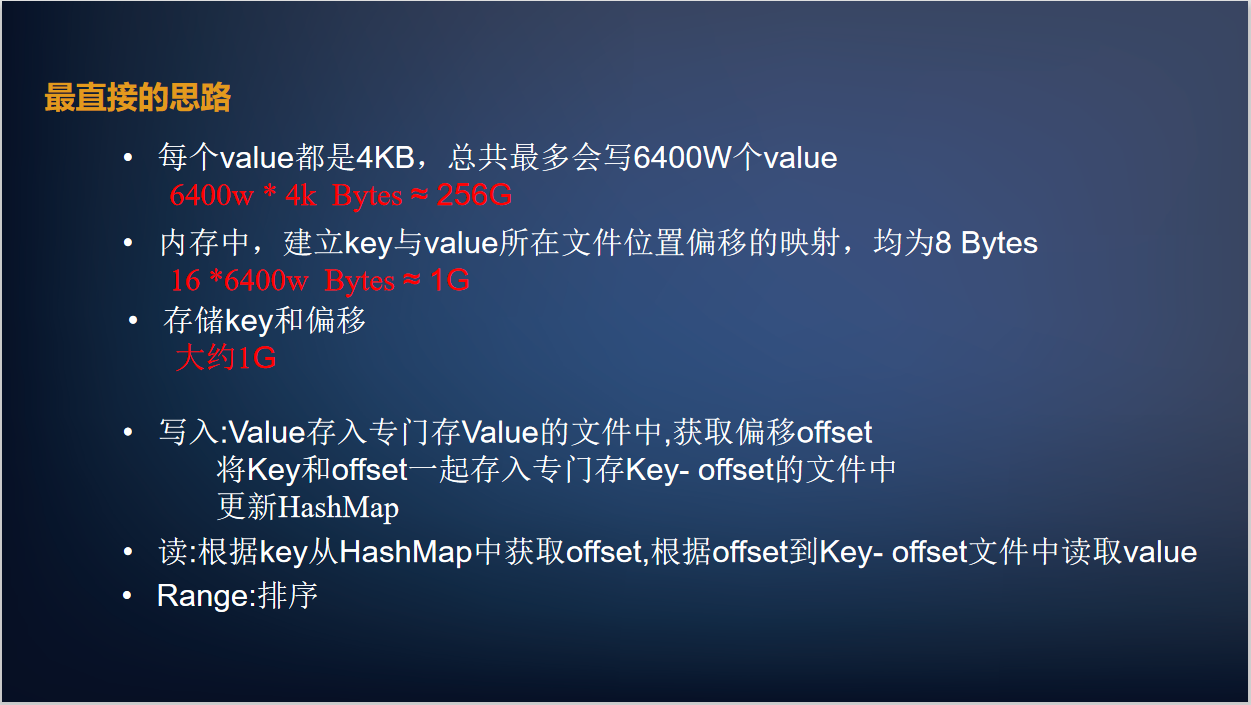 最直接的思路
• 每个value都是4KB，总共最多会写6400W个value
6400w * 4k Bytes ≈ 256G
• 内存中，建立key与value所在文件位置偏移的映射，均为8 Bytes
16 *6400w Bytes ≈ 1G
• 存储key和偏移
大约1G
• 写入:Value存入专门存Value的文件中,获取偏移offset
将Key和offset一起存入专门存Key- offset的文件中
更新HashMap
• 读:根据key从HashMap中获取offset,根据offset到Key- offset文件中读取value
• Range:排序